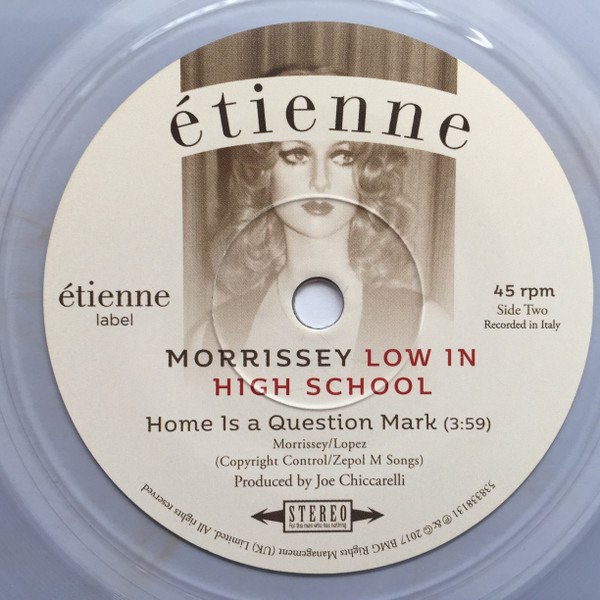 étienne
étienne
label
45 rpm
Side Two
Recorded in Italy
MORRISSEY LOW IN
HIGH SCHOOL
Home Is a Question Mark (3:59)
Morrissey/Lopez
(Copyright Control/Zepol M Songs)
Produced by Joe Chiccarelli
STEREO
For the man who has nothing
538338131 ℗ & © 2017 BMG Rights Management (UK) Limited. All rights reserved